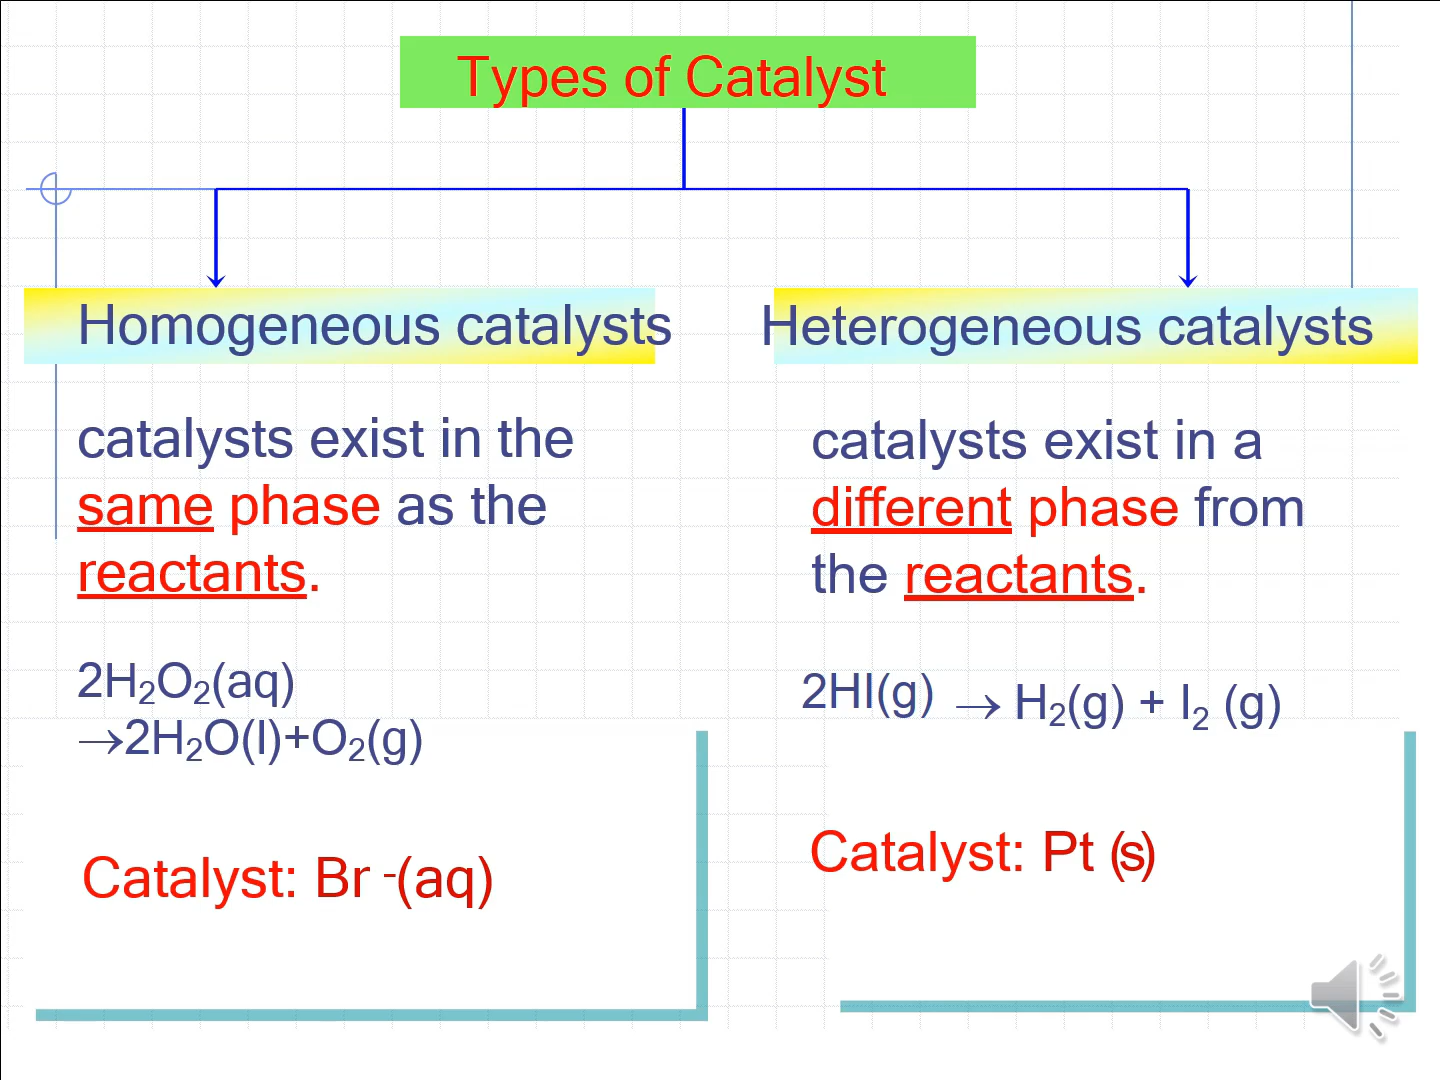 Types of Catalyst
Homogeneous catalysts
catalysts exist in the
same phase as the
reactants.
2H₂O₂(aq)
→2H₂O(l)+O₂(g)
Catalyst: Br ⁻(aq)
Heterogeneous catalysts
catalysts exist in a
different phase from
the reactants.
2HI(g) → H₂(g) + I₂ (g)
Catalyst: Pt (s)